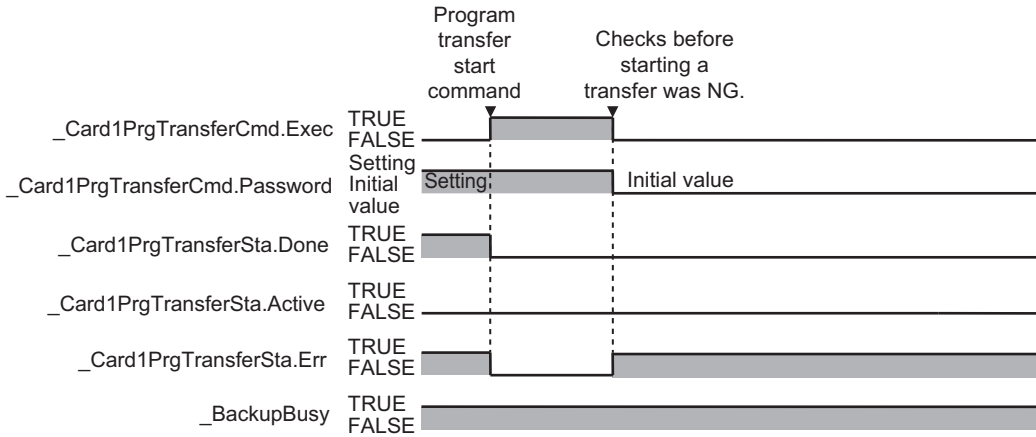 Program
transfer
start
command
Checks before
starting a
transfer was NG.
_Card1PrgTransferCmd.Exec
TRUE
FALSE
_Card1PrgTransferCmd.Password
Setting
Initial
value
Setting
Initial value
_Card1PrgTransferSta.Done
TRUE
FALSE
_Card1PrgTransferSta.Active
TRUE
FALSE
_Card1PrgTransferSta.Err
TRUE
FALSE
_BackupBusy
TRUE
FALSE